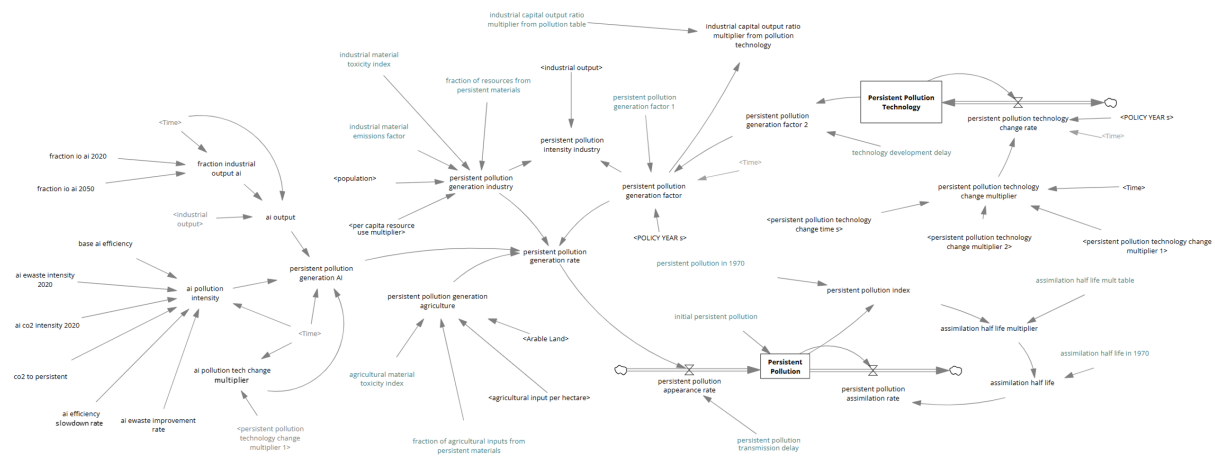 industrial capital output ratio
multiplier from pollution table
industrial capital output ratio
multiplier from pollution
technology
industrial material
toxicity index
<industrial output>
fraction of resources from
persistent materials
persistent pollution
generation factor 1
Persistent Pollution
Technology
persistent pollution
generation factor 2
persistent pollution technology
change rate
<POLICY YEAR s>
<Time>
<Time>
industrial material
emissions factor
persistent pollution
intensity industry
technology development delay
fraction io ai 2020
fraction industrial
output ai
fraction io ai 2050
<population>
persistent pollution
generation industry
persistent pollution
generation factor
<Time>
persistent pollution technology
change multiplier
<Time>
<industrial
output>
ai output
<per capita resource
use multiplier>
<POLICY YEAR s>
<persistent pollution technology
change time s>
<persistent pollution technology
change multiplier 2>
<persistent pollution technology change
multiplier 1>
base ai efficiency
persistent pollution
generation rate
ai ewaste intensity
2020
persistent pollution
generation AI
persistent pollution in 1970
assimilation half life mult table
ai pollution
intensity
persistent pollution generation
agriculture
persistent pollution index
ai co2 intensity 2020
<Time>
<Arable Land>
initial persistent pollution
assimilation half life multiplier
co2 to persistent
ai pollution tech change
multiplier
agricultural material
toxicity index
persistent pollution
appearance rate
Persistent
Pollution
persistent pollution
assimilation rate
assimilation half life in 1970
assimilation half life
<agricultural input per hectare>
ai efficiency
slowdown rate
ai ewaste improvement
rate
<persistent pollution
technology change
multiplier 1>
fraction of agricultural inputs from
persistent materials
persistent pollution
transmission delay